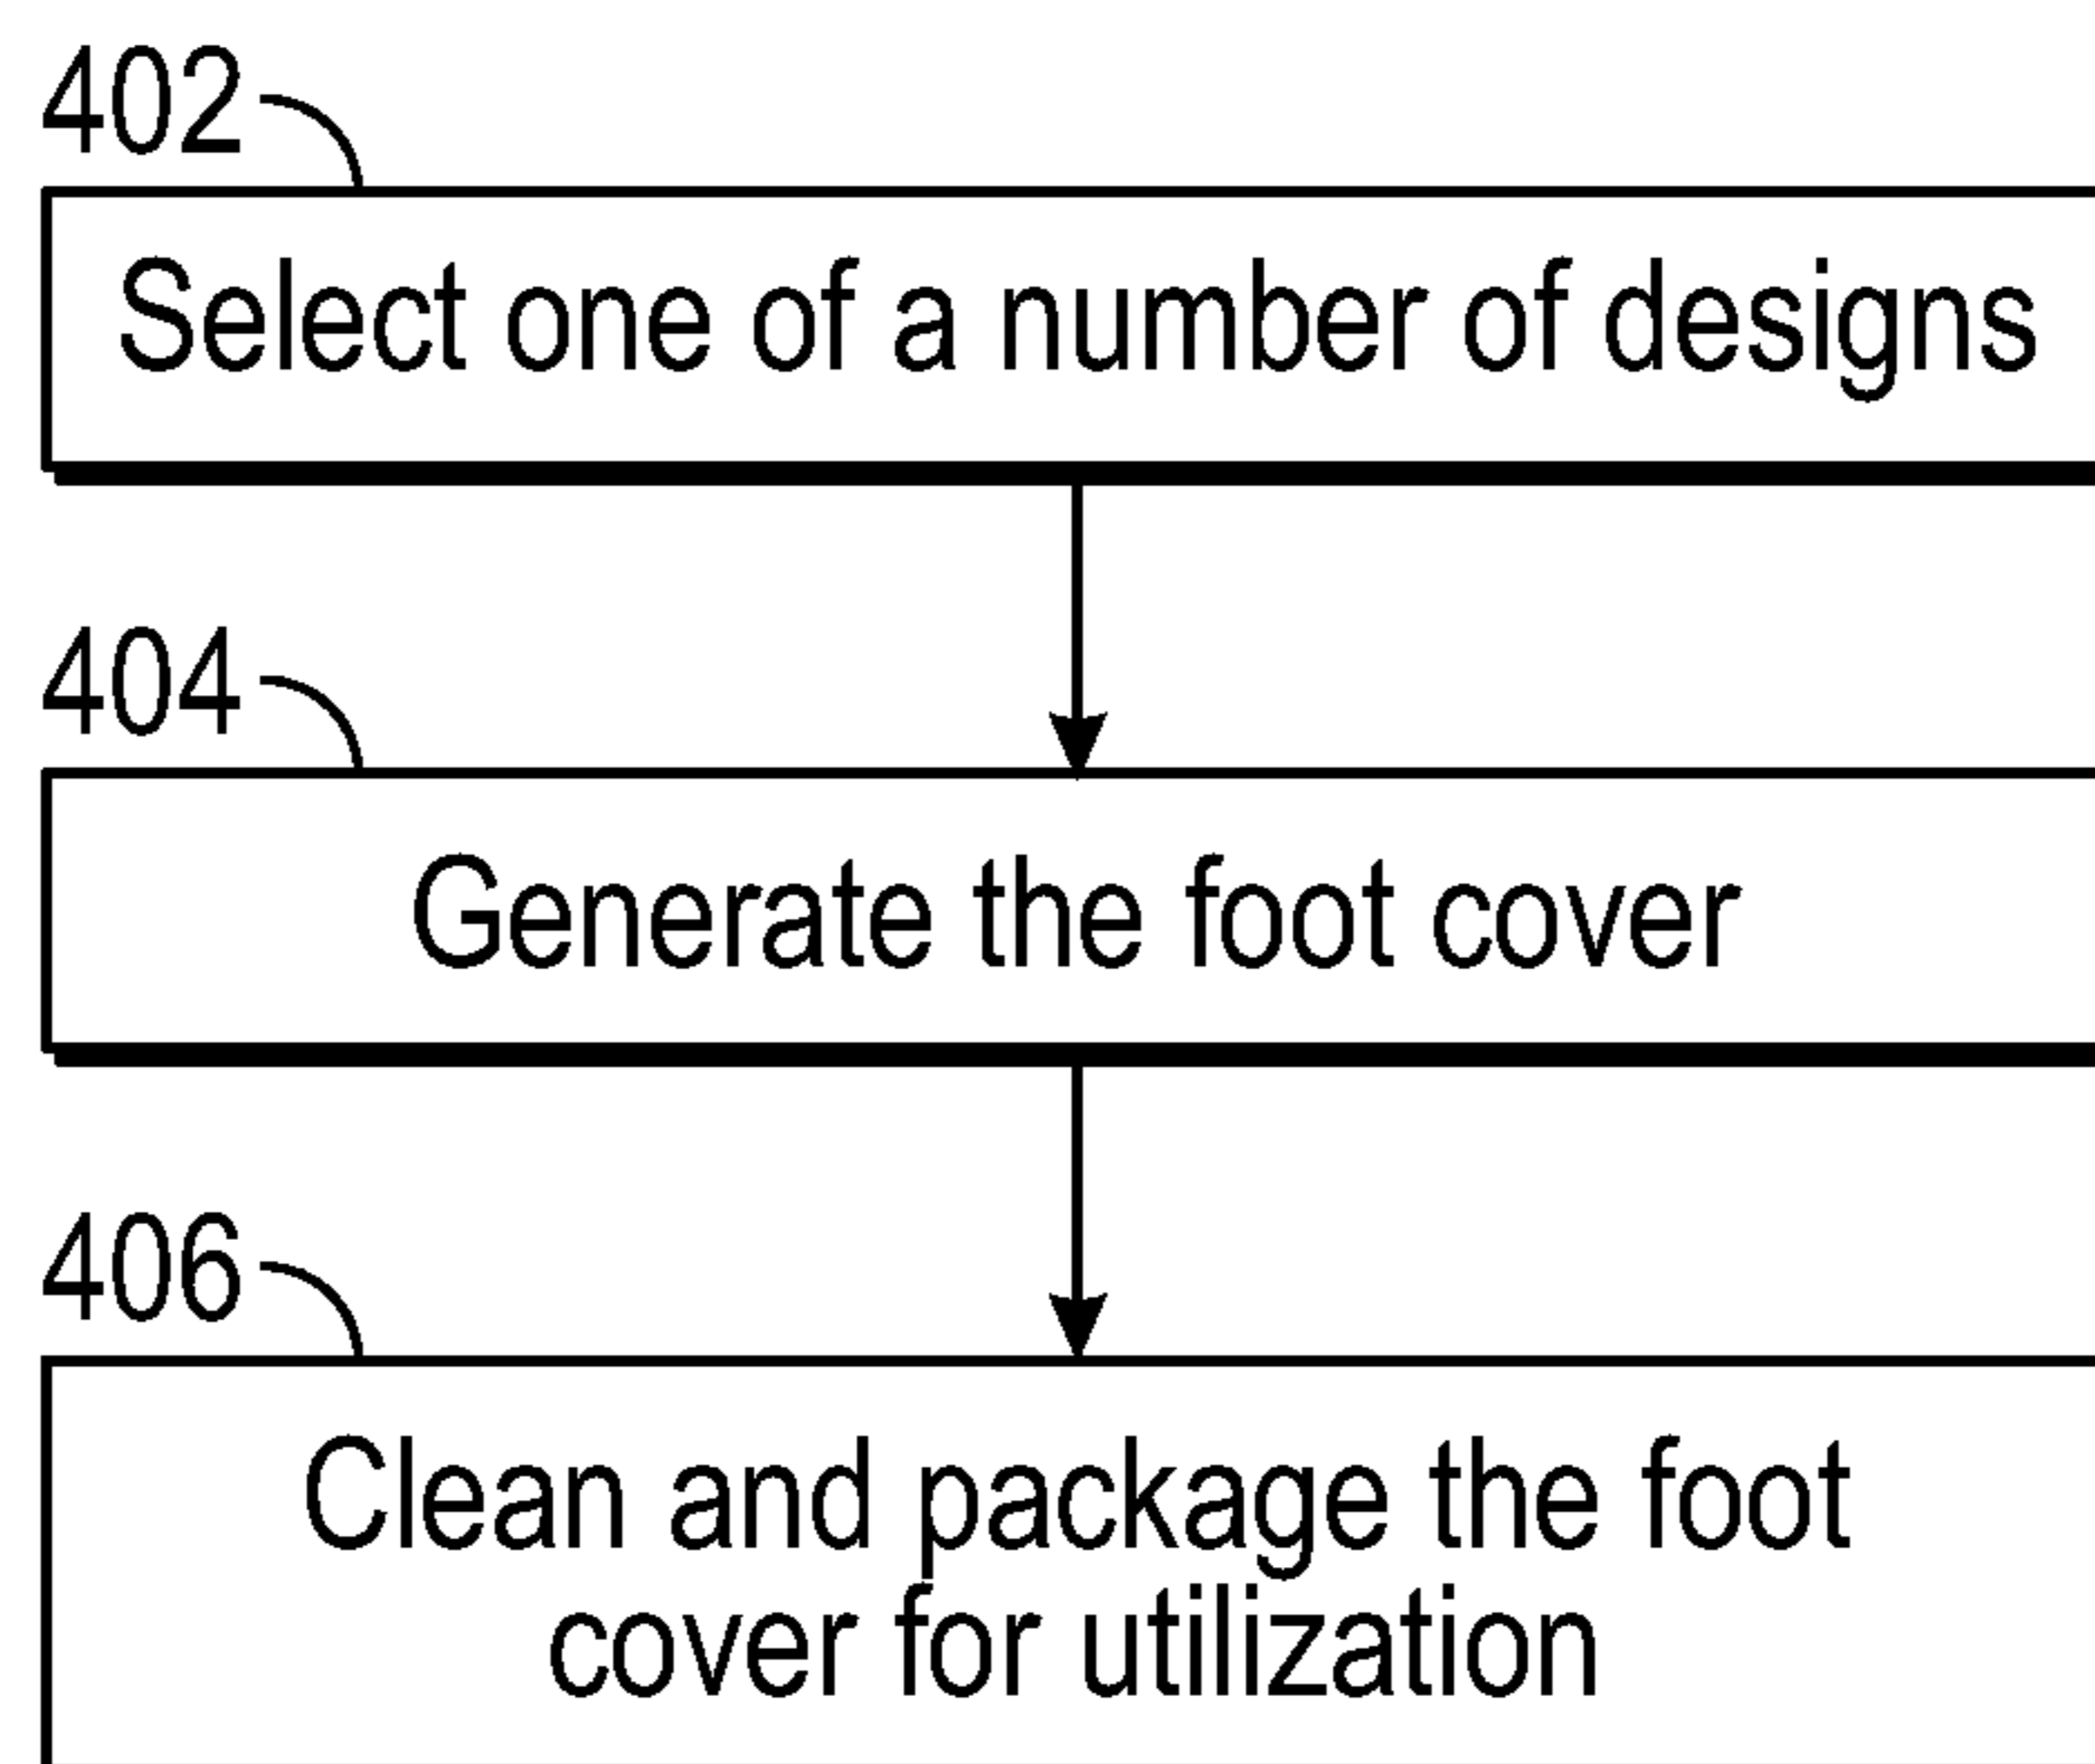 402
Select one of a number of designs
404
Generate the foot cover
406
Clean and package the foot
cover for utilization